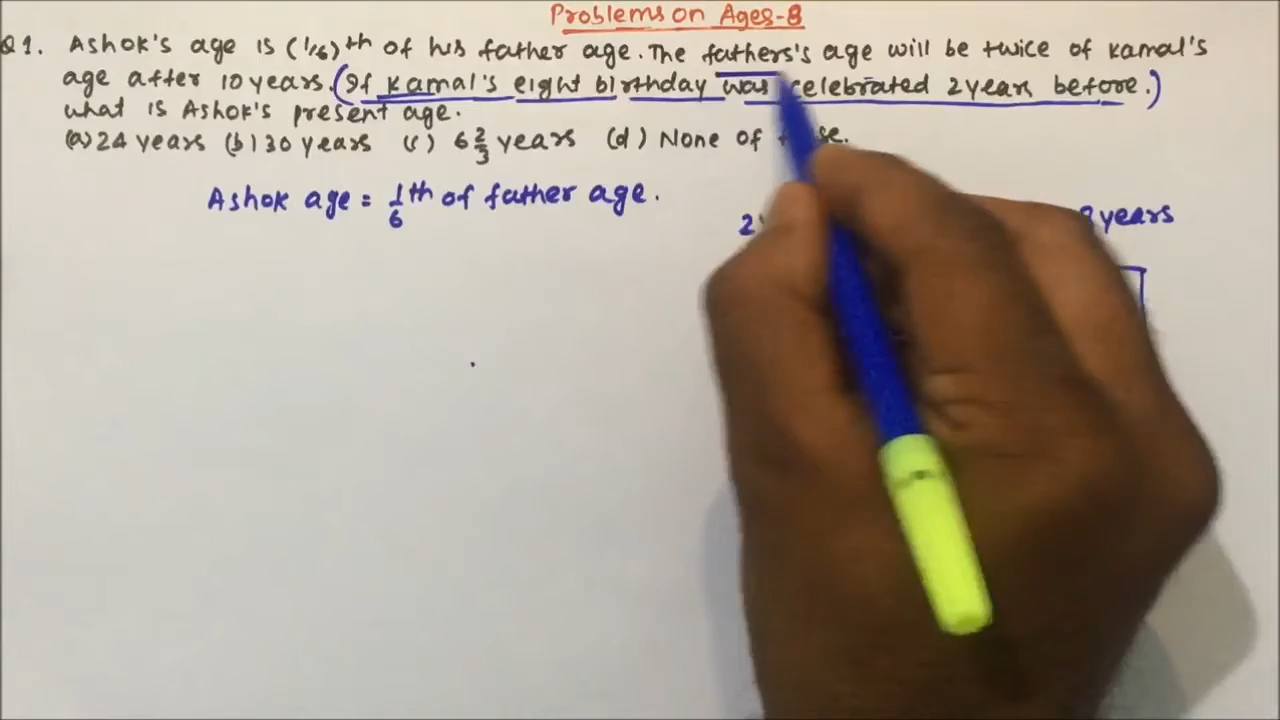 Problems on Ages-8
Q1. Ashok's age is (1/6)th of his father age. The fathers's age will be twice of Kamal's
age after 10 years. (If Kamal's eight birthday was celebrated 2 years before.)
what is Ashok's present age.
(a) 24 years (b) 30 years (c) 6 2/3 years (d) None of
Ashok age = 1/6 th of father age.
years